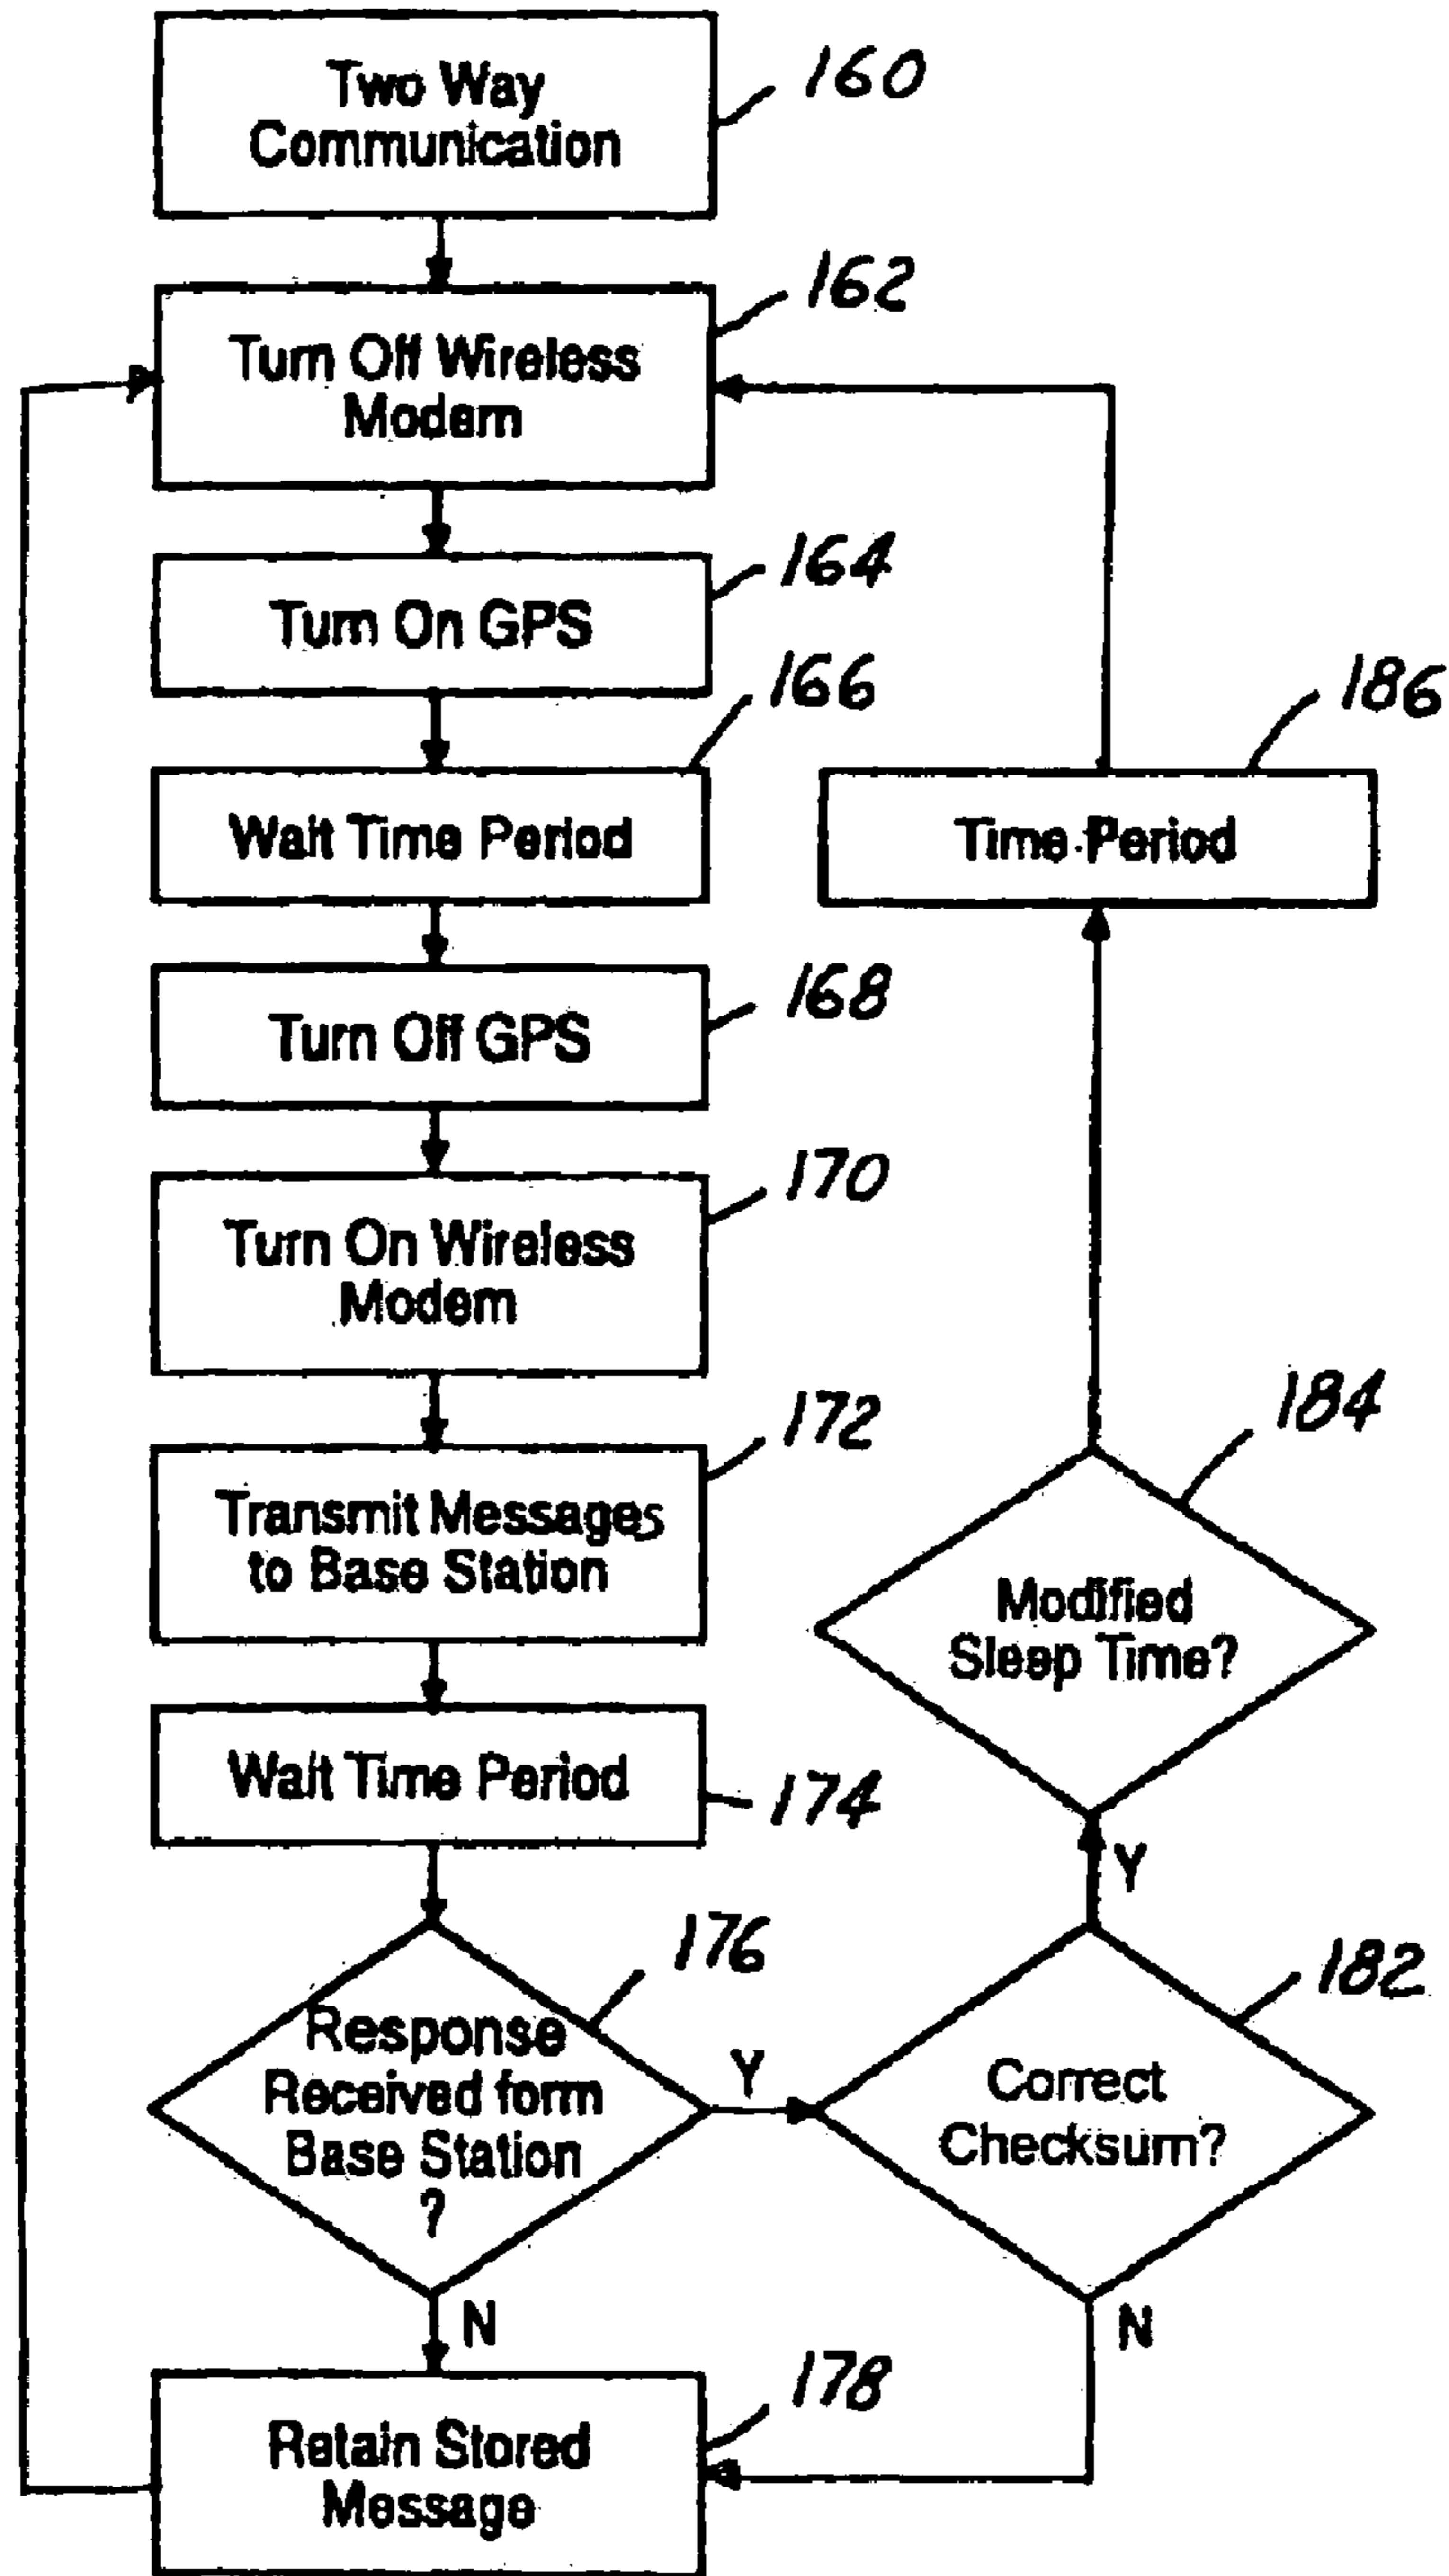 Two Way
Communication
160
Turn Off Wireless
Modem
162
Turn On GPS
164
Wait Time Period
166
Turn Off GPS
168
Turn On Wireless
Modem
170
Transmit Messages
to Base Station
172
Wait Time Period
174
Response
Received form
Base Station
?
176
Y
N
Retain Stored
Message
178
Correct
Checksum?
182
Y
N
Modified
Sleep Time?
184
Time Period
186